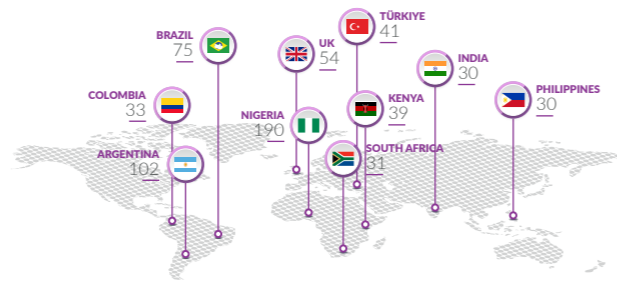 TÜRKIYE
41
BRAZIL
75
UK
54
INDIA
30
COLOMBIA
33
KENYA
39
PHILIPPINES
30
NIGERIA
190
ARGENTINA
102
SOUTH AFRICA
31